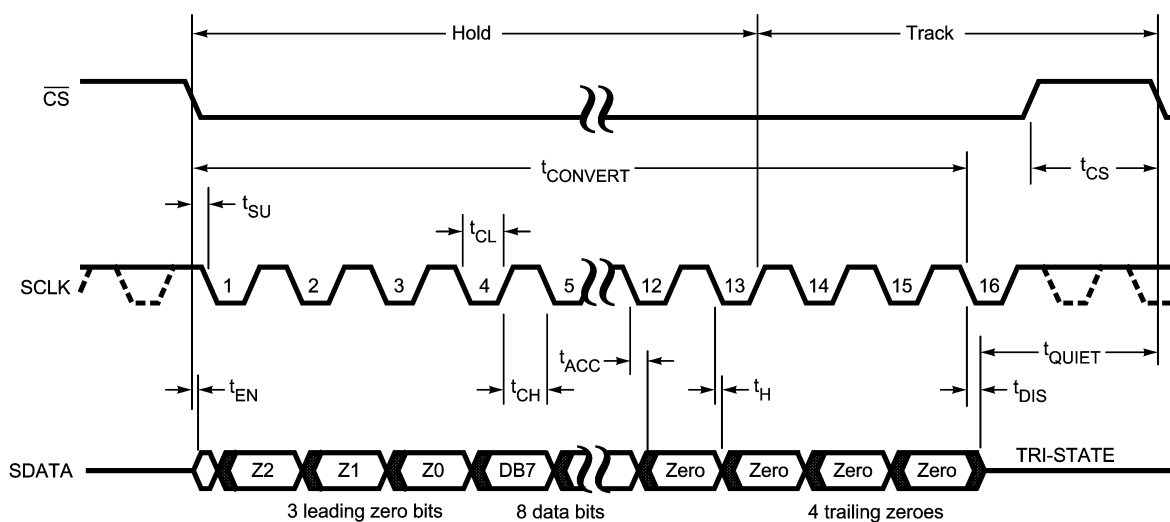 Hold Track
CS
tCONVERT tCS
tSU
tCL
SCLK 1 2 3 4 5 12 13 14 15 16
tACC tQUIET
tEN tCH tH tDIS
SDATA Z2 Z1 Z0 DB7 Zero Zero Zero Zero TRI-STATE
3 leading zero bits 8 data bits 4 trailing zeroes